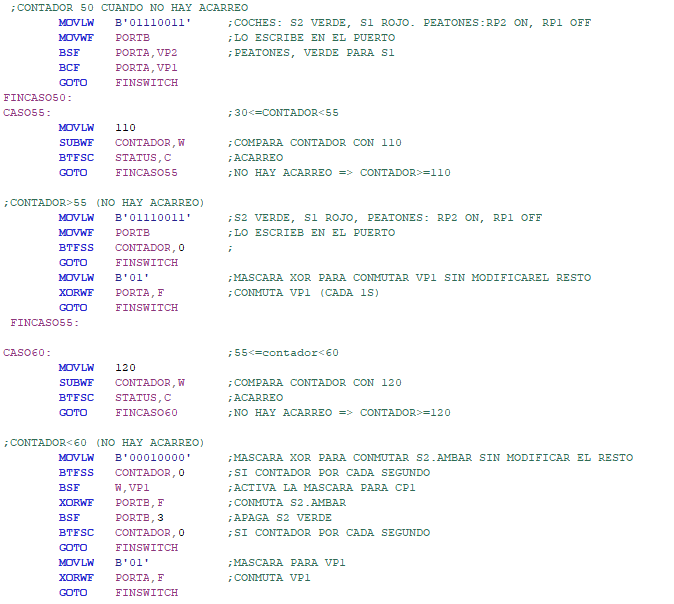 ;CONTADOR 50 CUANDO NO HAY ACARREO
MOVLW B'01110011' ;COCHES: S2 VERDE, S1 ROJO. PEATONES:RP2 ON, RP1 OFF
MOVWF PORTB ;LO ESCRIBE EN EL PUERTO
BSF PORTA,VP2 ;PEATONES, VERDE PARA S1
BCF PORTA,VP1
GOTO FINSWITCH
FINCASO50:
CASO55: ;30<=CONTADOR<55
MOVLW 110
SUBWF CONTADOR,W ;COMPARA CONTADOR CON 110
BTFSC STATUS,C ;ACARREO
GOTO FINCASO55 ;NO HAY ACARREO => CONTADOR>=110
;CONTADOR>55 (NO HAY ACARREO)
MOVLW B'01110011' ;S2 VERDE, S1 ROJO, PEATONES: RP2 ON, RP1 OFF
MOVWF PORTB ;LO ESCRIEB EN EL PUERTO
BTFSS CONTADOR,0 ;
GOTO FINSWITCH
MOVLW B'01' ;MASCARA XOR PARA CONMUTAR VP1 SIN MODIFICAREL RESTO
XORWF PORTA,F ;CONMUTA VP1 (CADA 1S)
GOTO FINSWITCH
FINCASO55:
CASO60: ;55<=contador<60
MOVLW 120
SUBWF CONTADOR,W ;COMPARA CONTADOR CON 120
BTFSC STATUS,C ;ACARREO
GOTO FINCASO60 ;NO HAY ACARREO => CONTADOR>=120
;CONTADOR<60 (NO HAY ACARREO)
MOVLW B'00010000' ;MASCARA XOR PARA CONMUTAR S2.AMBAR SIN MODIFICAR EL RESTO
BTFSS CONTADOR,0 ;SI CONTADOR POR CADA SEGUNDO
BSF W,VP1 ;ACTIVA LA MASCARA PARA CP1
XORWF PORTB,F ;CONMUTA S2.AMBAR
BSF PORTB,3 ;APAGA S2 VERDE
BTFSC CONTADOR,0 ;SI CONTADOR POR CADA SEGUNDO
GOTO FINSWITCH
MOVLW B'01' ;MASCARA PARA VP1
XORWF PORTA,F ;CONMUTA VP1
GOTO FINSWITCH